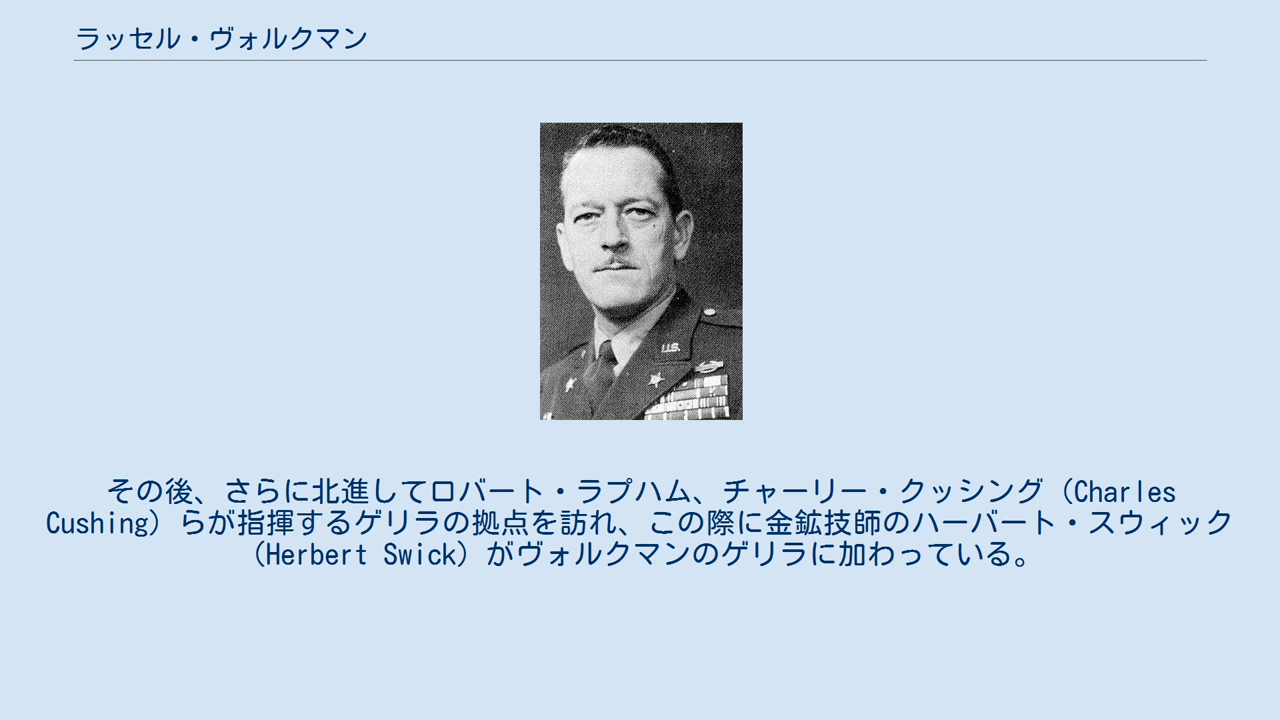 ラッセル・ヴォルクマン
U.S.
その後、さらに北進してロバート・ラプハム、チャーリー・クッシング（Charles
Cushing）らが指揮するゲリラの拠点を訪れ、この際に金鉱技師のハーバート・スウィック
（Herbert Swick）がヴォルクマンのゲリラに加わっている。